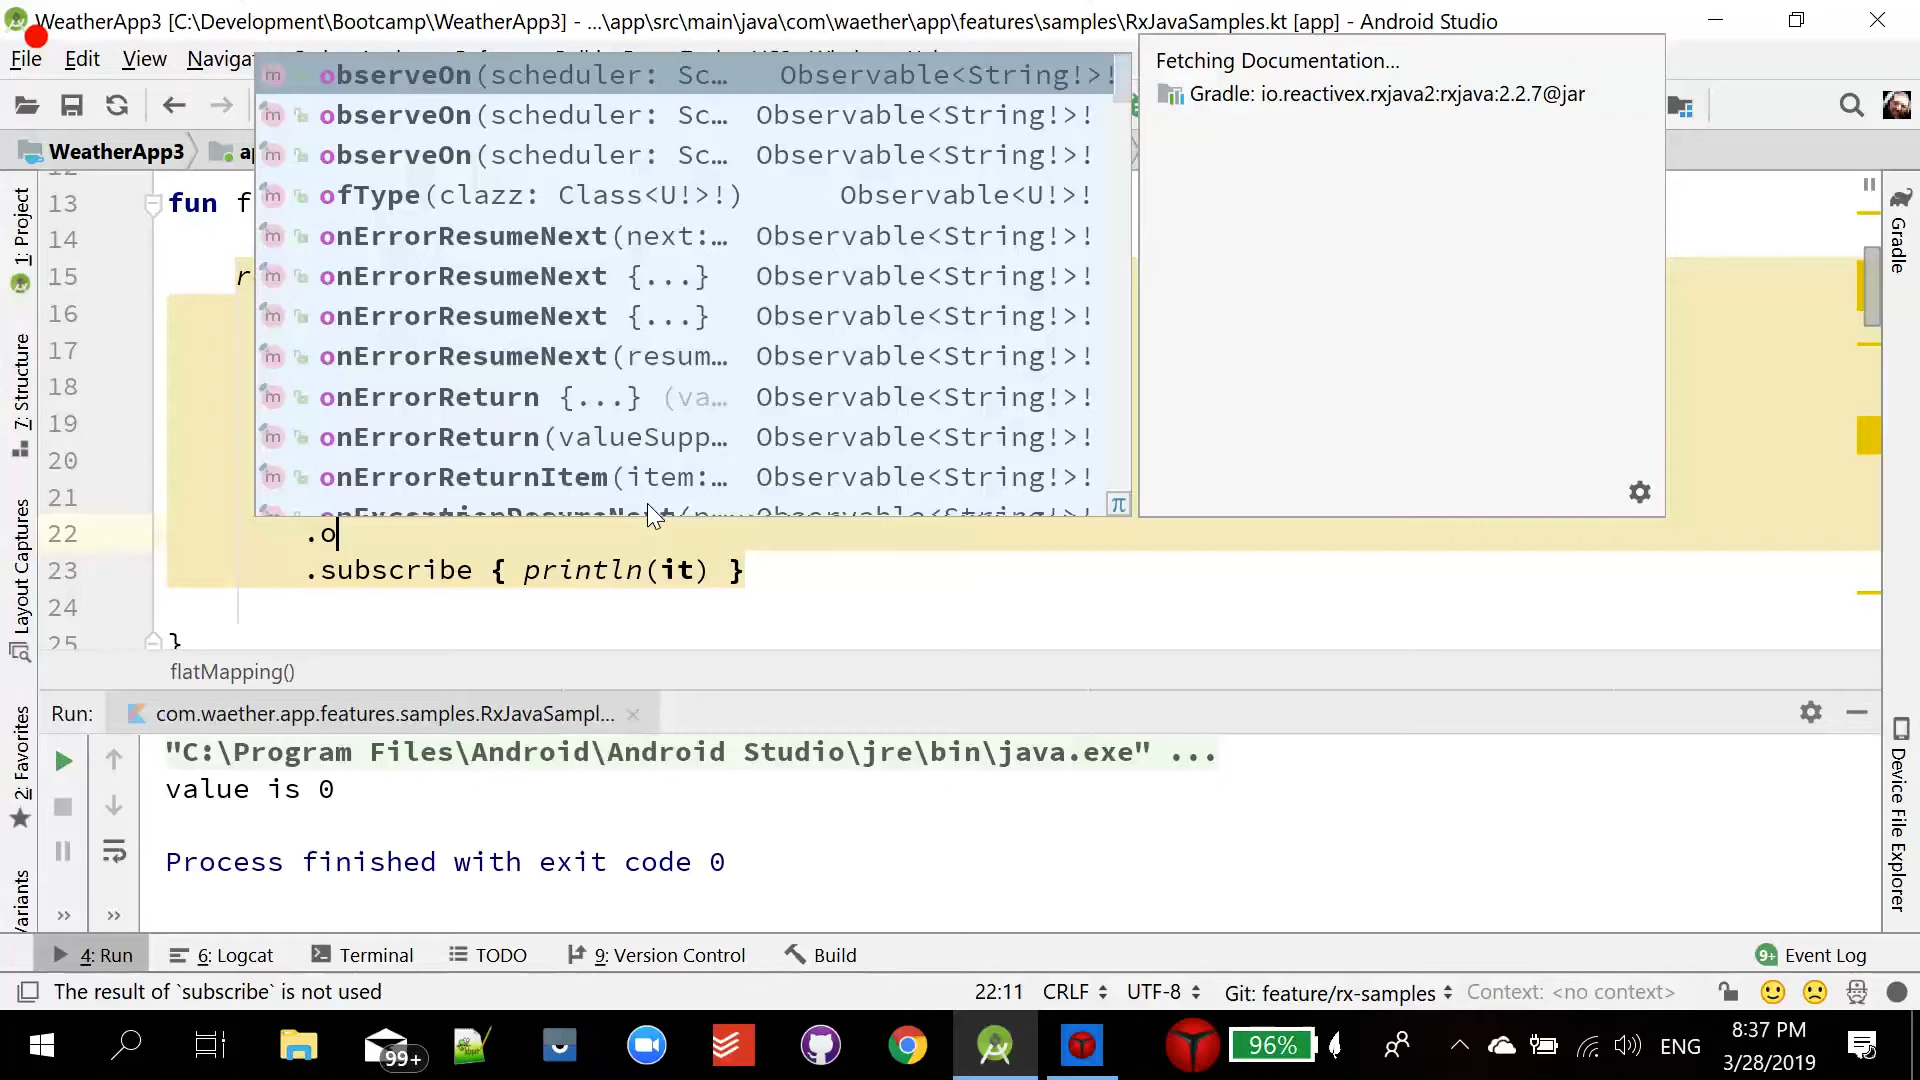 WeatherApp3 [C:\Development\Bootcamp\WeatherApp3] - ...\app\src\main\java\com\waether\app\features\samples\RxJavaSamples.kt [app] - Android Studio
File Edit View Naviga
WeatherApp3
observeOn(scheduler: Sc… Observable<String!>!
observeOn(scheduler: Sc… Observable<String!>!
observeOn(scheduler: Sc… Observable<String!>!
ofType(clazz: Class<U!>!) Observable<U!>!
onErrorResumeNext(next:… Observable<String!>!
onErrorResumeNext {...} Observable<String!>!
onErrorResumeNext {...} Observable<String!>!
onErrorResumeNext(resum… Observable<String!>!
onErrorReturn {...} (va… Observable<String!>!
onErrorReturn(valueSupp… Observable<String!>!
onErrorReturnItem(item:… Observable<String!>!
π
Fetching Documentation...
Gradle: io.reactivex.rxjava2:rxjava:2.2.7@jar
13 fun f
14
15 r
16
17
18
19
20
21
22 .o
23 .subscribe { println(it) }
24
25 }
flatMapping()
1: Project
7: Structure
Layout Captures
2: Favorites
Gradle
Device File Explorer
Run: com.waether.app.features.samples.RxJavaSampl...
"C:\Program Files\Android\Android Studio\jre\bin\java.exe" ...
value is 0
Process finished with exit code 0
4: Run 6: Logcat Terminal TODO 9: Version Control Build 9+ Event Log
The result of `subscribe` is not used 22:11 CRLF UTF-8 Git: feature/rx-samples Context: <no context>
99+ 96% ENG 8:37 PM
3/28/2019